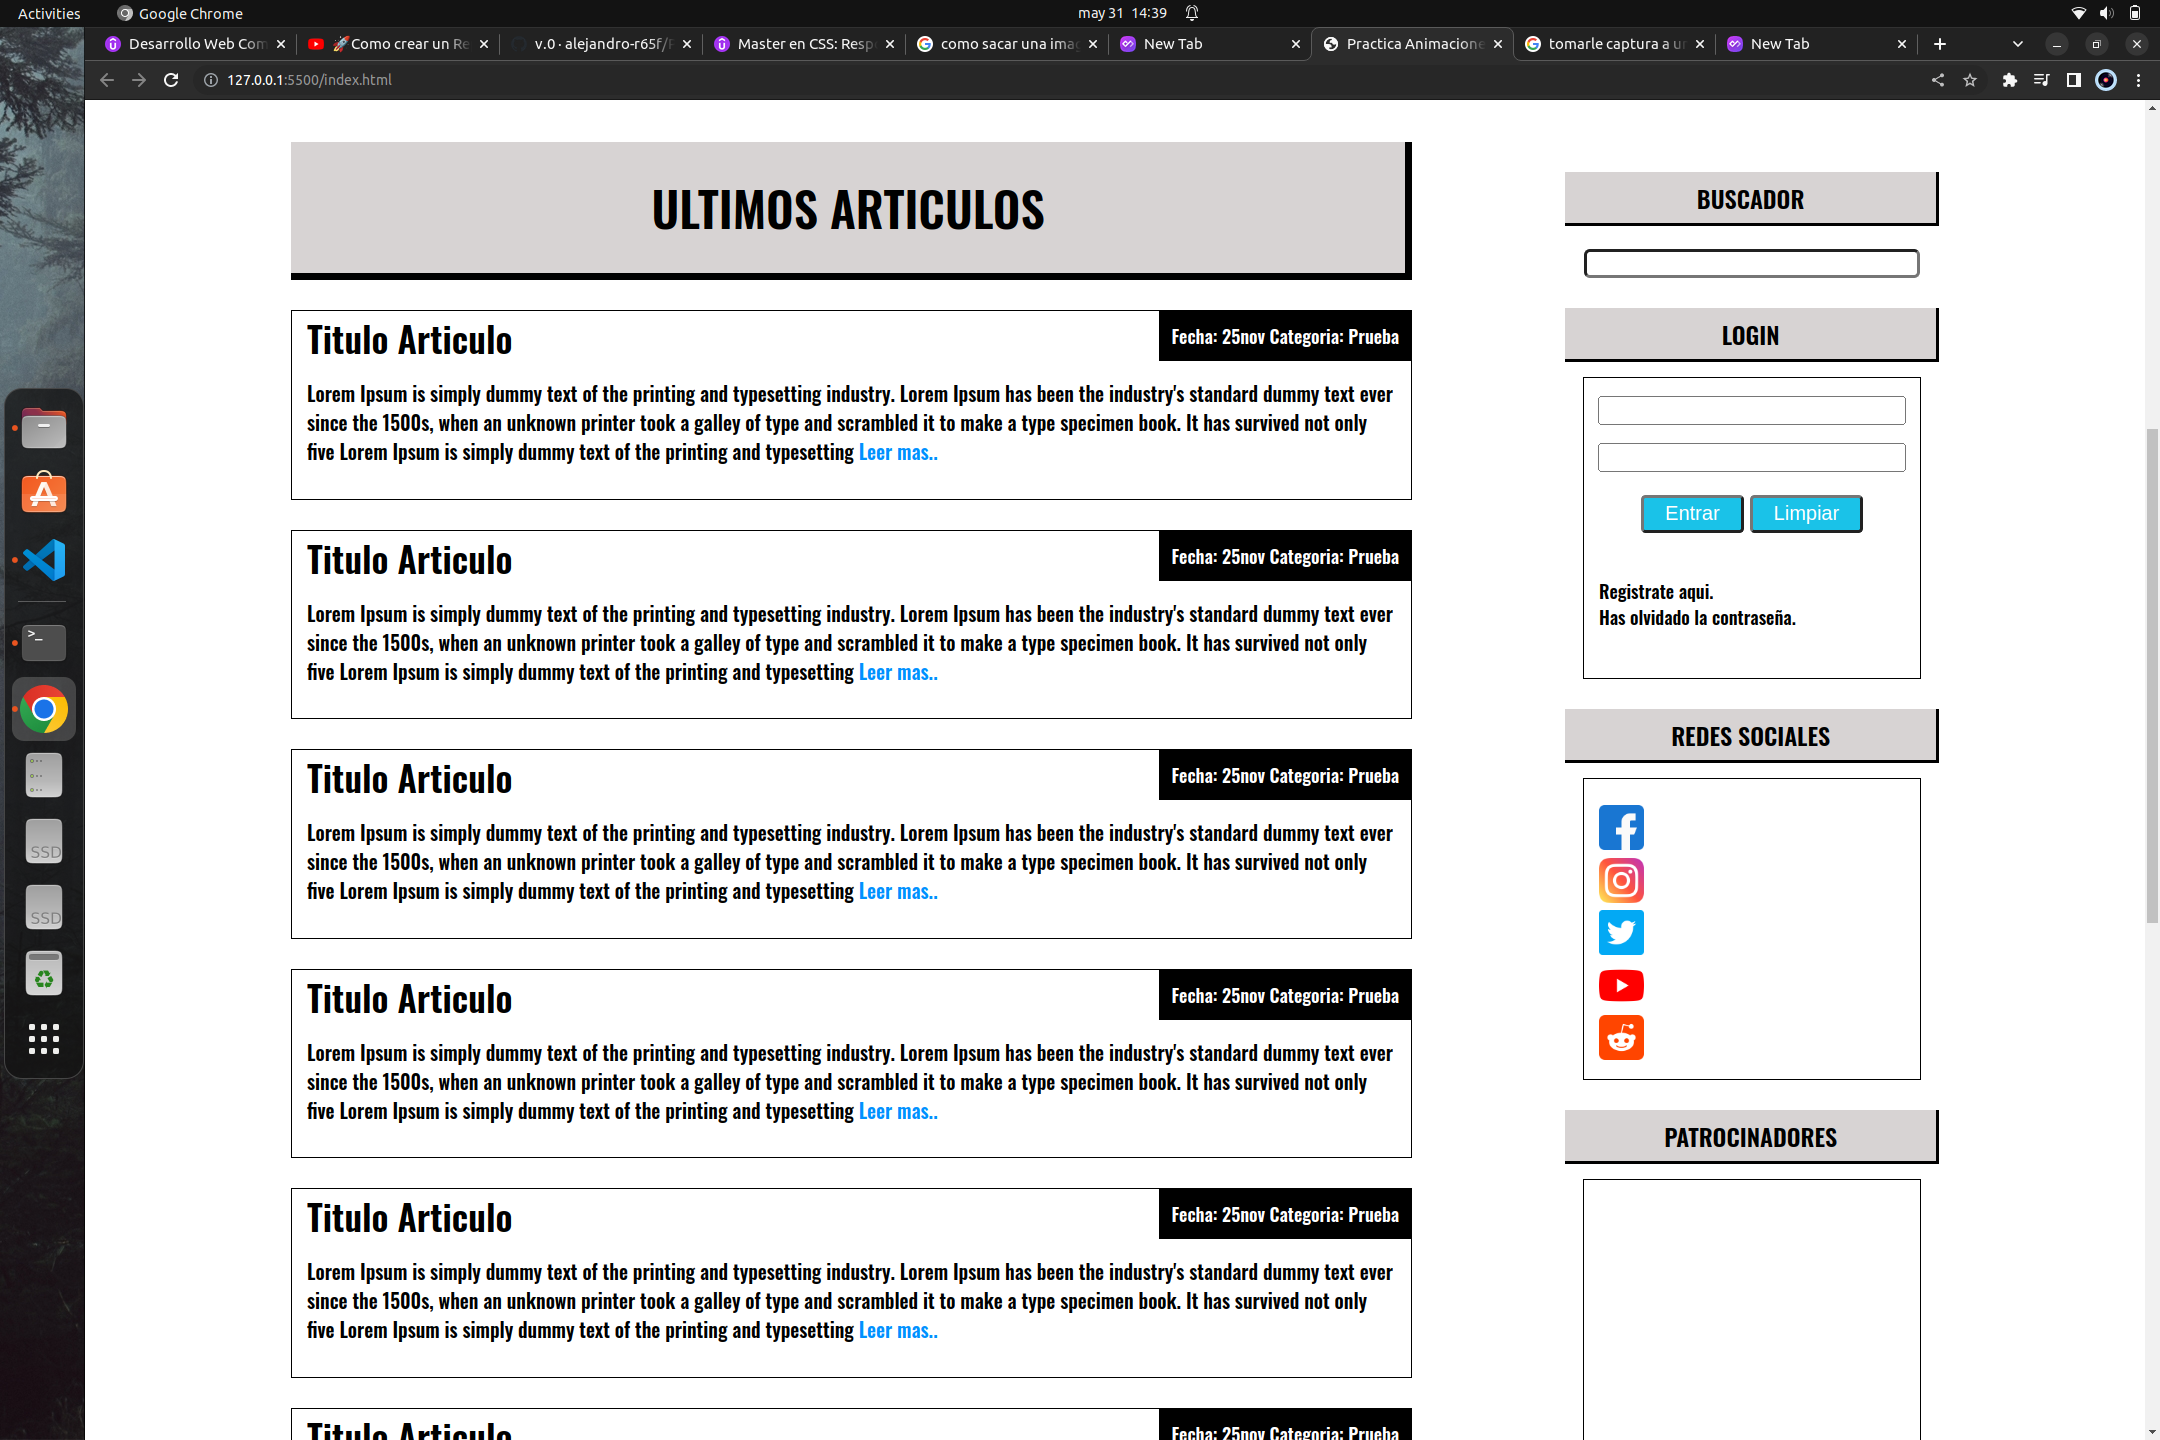 Activities
Google Chrome
may 31 14:39
Desarrollo Web Com
🚀Como crear un Re
v.0 · alejandro-r65f/
Master en CSS: Resp
como sacar una imag
New Tab
Practica Animacione
tomarle captura a u
New Tab
127.0.0.1:5500/index.html
ULTIMOS ARTICULOS
Titulo Articulo
Fecha: 25nov Categoria: Prueba
Lorem Ipsum is simply dummy text of the printing and typesetting industry. Lorem Ipsum has been the industry's standard dummy text ever
since the 1500s, when an unknown printer took a galley of type and scrambled it to make a type specimen book. It has survived not only
five Lorem Ipsum is simply dummy text of the printing and typesetting Leer mas..
Titulo Articulo
Fecha: 25nov Categoria: Prueba
Lorem Ipsum is simply dummy text of the printing and typesetting industry. Lorem Ipsum has been the industry's standard dummy text ever
since the 1500s, when an unknown printer took a galley of type and scrambled it to make a type specimen book. It has survived not only
five Lorem Ipsum is simply dummy text of the printing and typesetting Leer mas..
Titulo Articulo
Fecha: 25nov Categoria: Prueba
Lorem Ipsum is simply dummy text of the printing and typesetting industry. Lorem Ipsum has been the industry's standard dummy text ever
since the 1500s, when an unknown printer took a galley of type and scrambled it to make a type specimen book. It has survived not only
five Lorem Ipsum is simply dummy text of the printing and typesetting Leer mas..
Titulo Articulo
Fecha: 25nov Categoria: Prueba
Lorem Ipsum is simply dummy text of the printing and typesetting industry. Lorem Ipsum has been the industry's standard dummy text ever
since the 1500s, when an unknown printer took a galley of type and scrambled it to make a type specimen book. It has survived not only
five Lorem Ipsum is simply dummy text of the printing and typesetting Leer mas..
Titulo Articulo
Fecha: 25nov Categoria: Prueba
Lorem Ipsum is simply dummy text of the printing and typesetting industry. Lorem Ipsum has been the industry's standard dummy text ever
since the 1500s, when an unknown printer took a galley of type and scrambled it to make a type specimen book. It has survived not only
five Lorem Ipsum is simply dummy text of the printing and typesetting Leer mas..
Titulo Articulo
Fecha: 25nov Categoria: Prueba
BUSCADOR
LOGIN
Entrar
Limpiar
Registrate aqui.
Has olvidado la contraseña.
REDES SOCIALES
PATROCINADORES
SSD
SSD